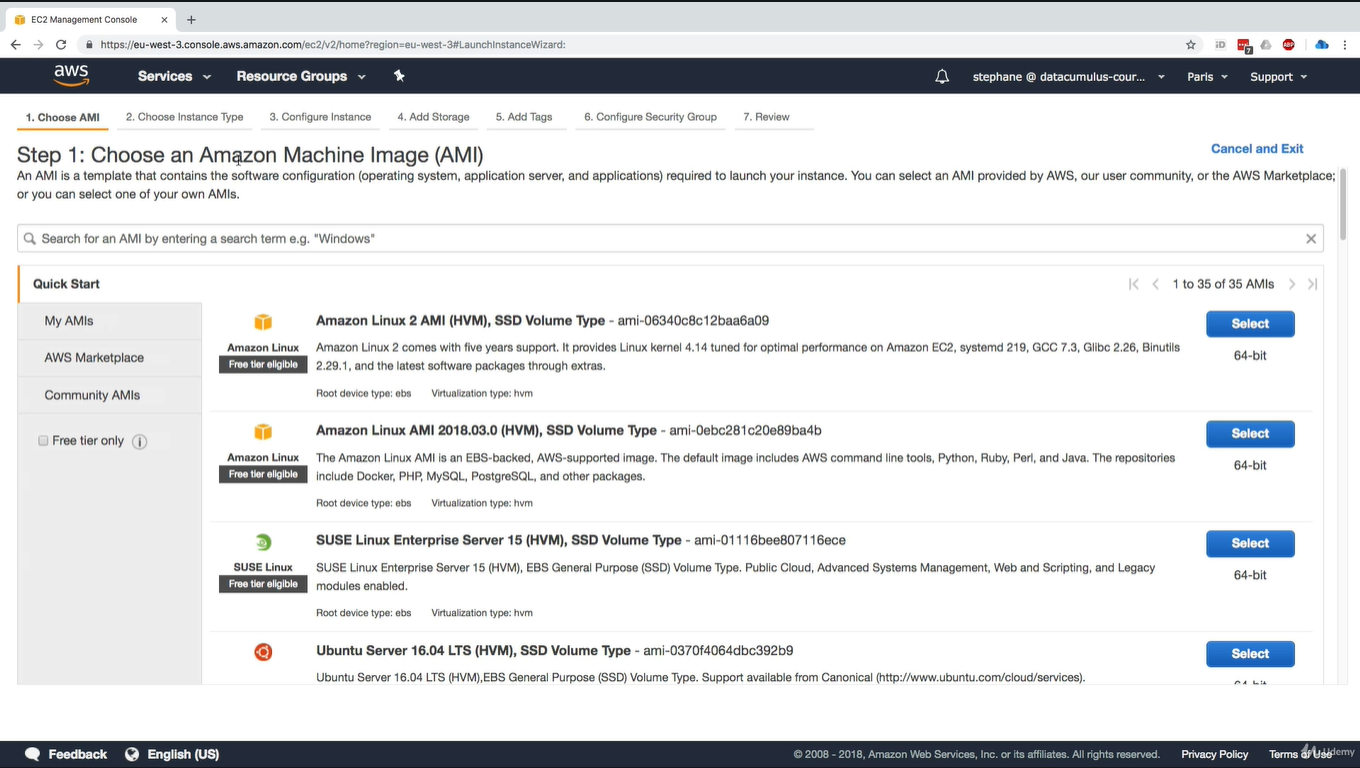 EC2 Management Console
https://eu-west-3.console.aws.amazon.com/ec2/v2/home?region=eu-west-3#LaunchInstanceWizard:
iD
7
ABP
aws
Services
Resource Groups
stephane @ datacumulus-cour...
Paris
Support
1. Choose AMI
2. Choose Instance Type
3. Configure Instance
4. Add Storage
5. Add Tags
6. Configure Security Group
7. Review
Step 1: Choose an Amazon Machine Image (AMI)
Cancel and Exit
An AMI is a template that contains the software configuration (operating system, application server, and applications) required to launch your instance. You can select an AMI provided by AWS, our user community, or the AWS Marketplace;
or you can select one of your own AMIs.
Search for an AMI by entering a search term e.g. "Windows"
Quick Start
1 to 35 of 35 AMIs
My AMIs
AWS Marketplace
Community AMIs
Free tier only
Amazon Linux
Free tier eligible
Amazon Linux 2 AMI (HVM), SSD Volume Type - ami-06340c8c12baa6a09
Amazon Linux 2 comes with five years support. It provides Linux kernel 4.14 tuned for optimal performance on Amazon EC2, systemd 219, GCC 7.3, Glibc 2.26, Binutils
2.29.1, and the latest software packages through extras.
Root device type: ebs Virtualization type: hvm
Select
64-bit
Amazon Linux
Free tier eligible
Amazon Linux AMI 2018.03.0 (HVM), SSD Volume Type - ami-0ebc281c20e89ba4b
The Amazon Linux AMI is an EBS-backed, AWS-supported image. The default image includes AWS command line tools, Python, Ruby, Perl, and Java. The repositories
include Docker, PHP, MySQL, PostgreSQL, and other packages.
Root device type: ebs Virtualization type: hvm
Select
64-bit
SUSE Linux
Free tier eligible
SUSE Linux Enterprise Server 15 (HVM), SSD Volume Type - ami-01116bee807116ece
SUSE Linux Enterprise Server 15 (HVM), EBS General Purpose (SSD) Volume Type. Public Cloud, Advanced Systems Management, Web and Scripting, and Legacy
modules enabled.
Root device type: ebs Virtualization type: hvm
Select
64-bit
Ubuntu Server 16.04 LTS (HVM), SSD Volume Type - ami-0370f4064dbc392b9
Ubuntu Server 16.04 LTS (HVM),EBS General Purpose (SSD) Volume Type. Support available from Canonical (http://www.ubuntu.com/cloud/services).
Select
64-bit
Feedback
English (US)
© 2008 - 2018, Amazon Web Services, Inc. or its affiliates. All rights reserved.
Privacy Policy
Terms of Use
Udemy